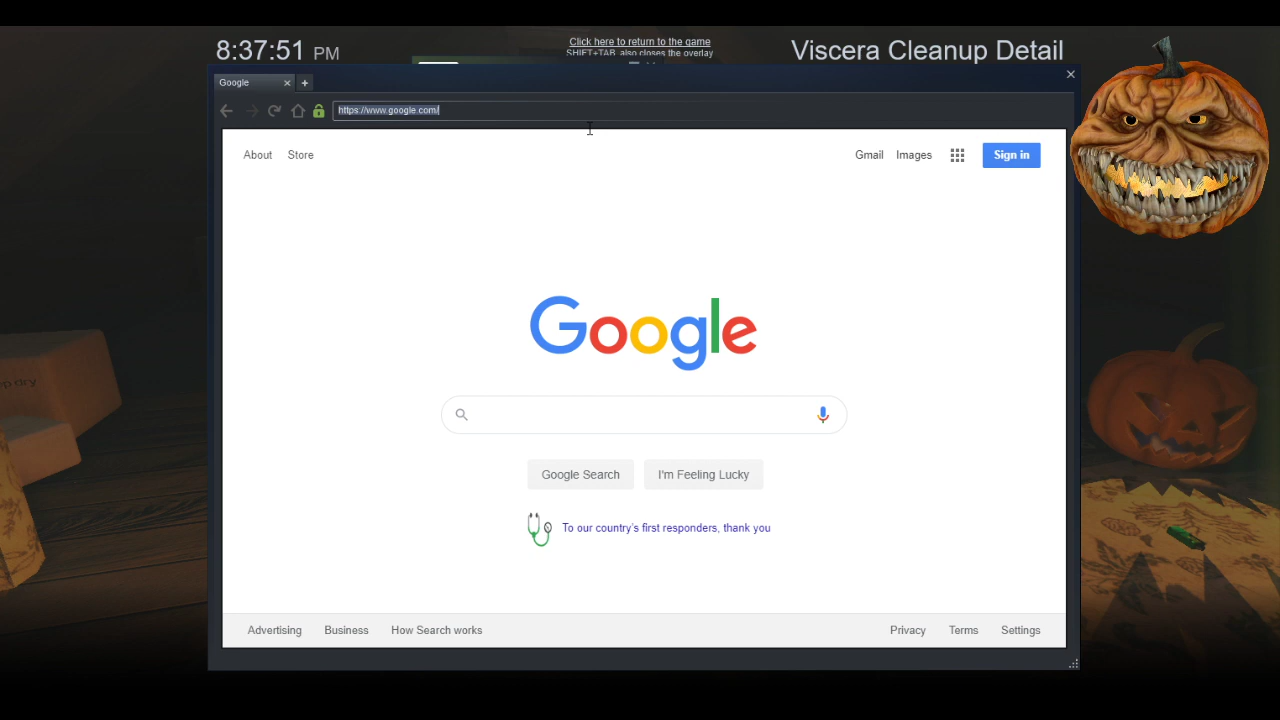 8:37:51 PM
Click here to return to the game
SHIFT+TAB also closes the overlay
Viscera Cleanup Detail
Google
https://www.google.com/
About Store
Gmail Images Sign in
Google
Google Search I'm Feeling Lucky
To our country's first responders, thank you
Advertising Business How Search works
Privacy Terms Settings